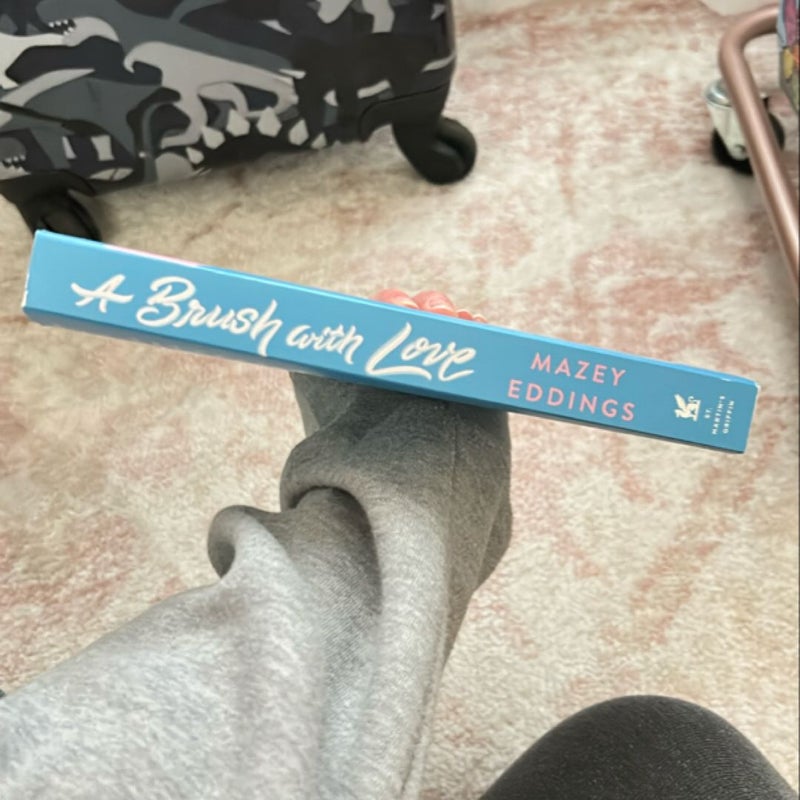 A Brush with Love
MAZEY
EDDINGS
ST.
MARTIN'S
GRIFFIN